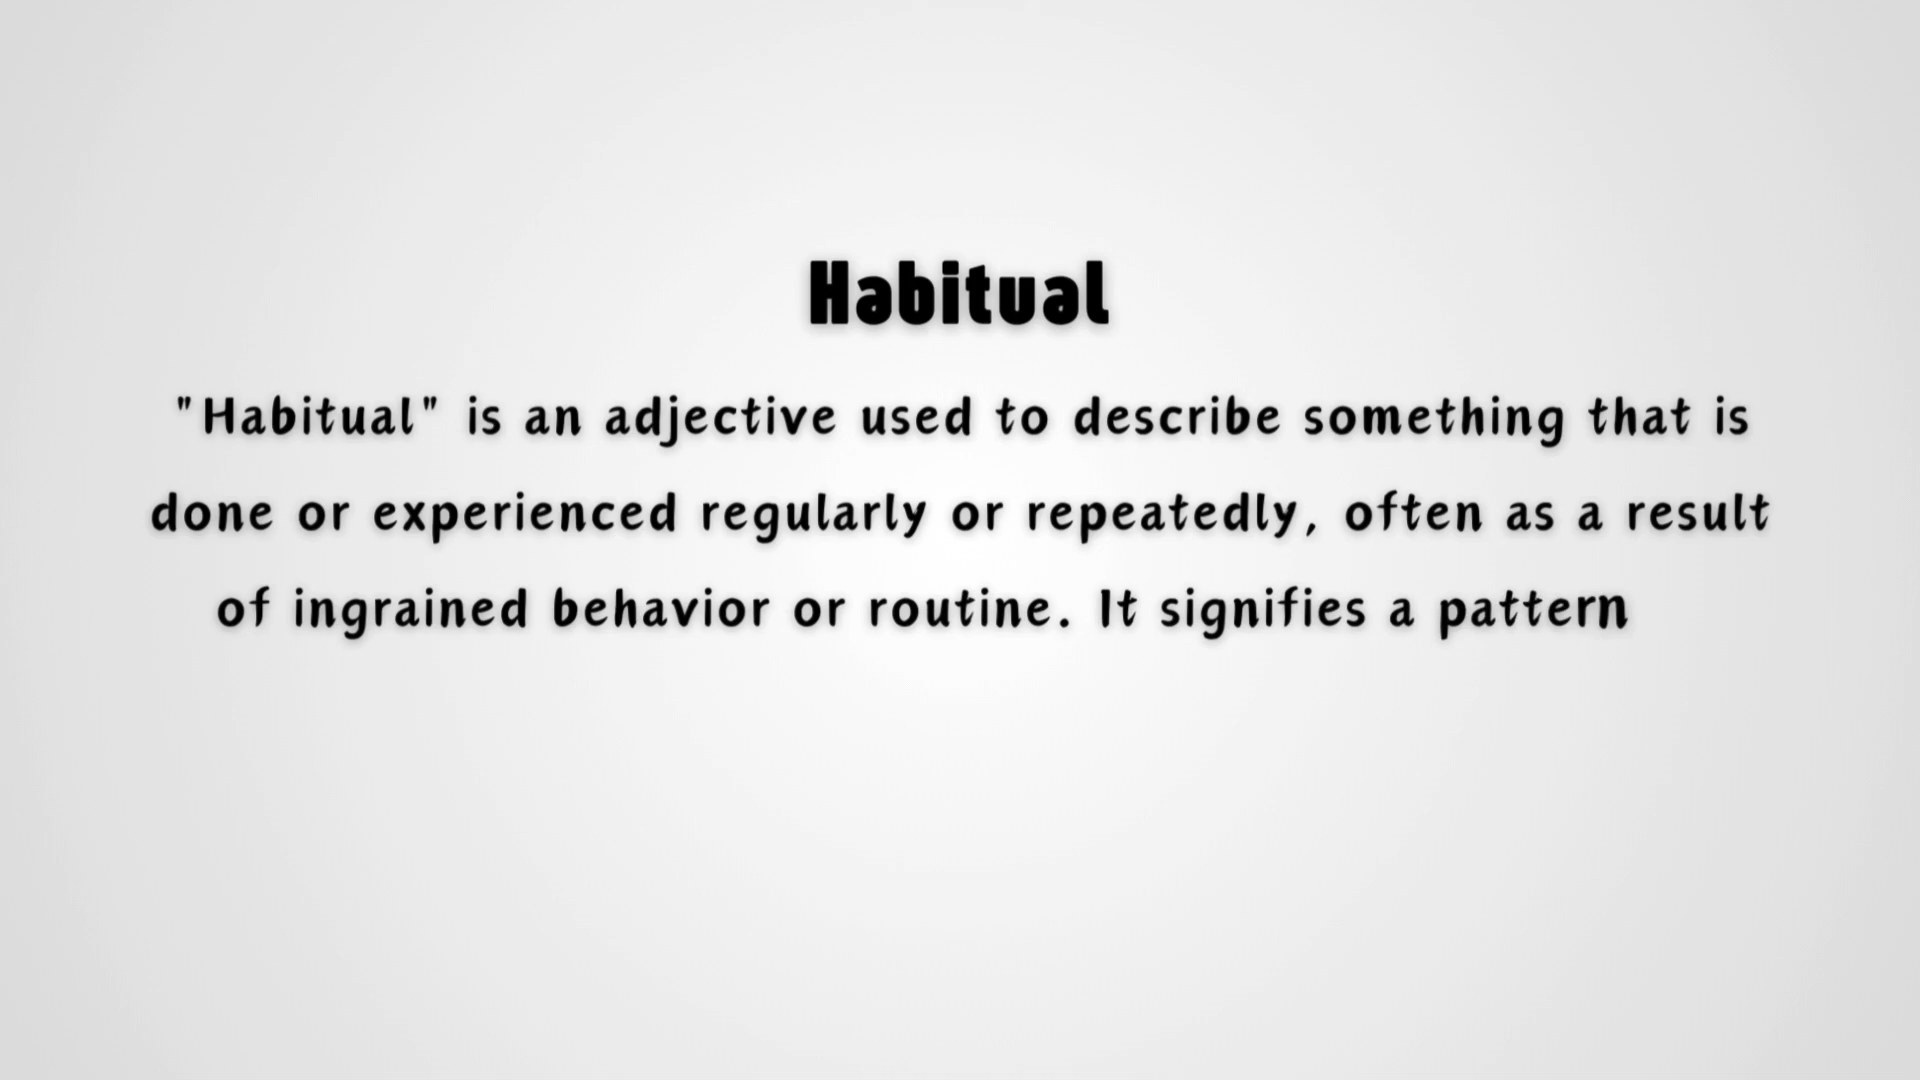 Habitual
"Habitual" is an adjective used to describe something that is
done or experienced regularly or repeatedly, often as a result
of ingrained behavior or routine. It signifies a pattern